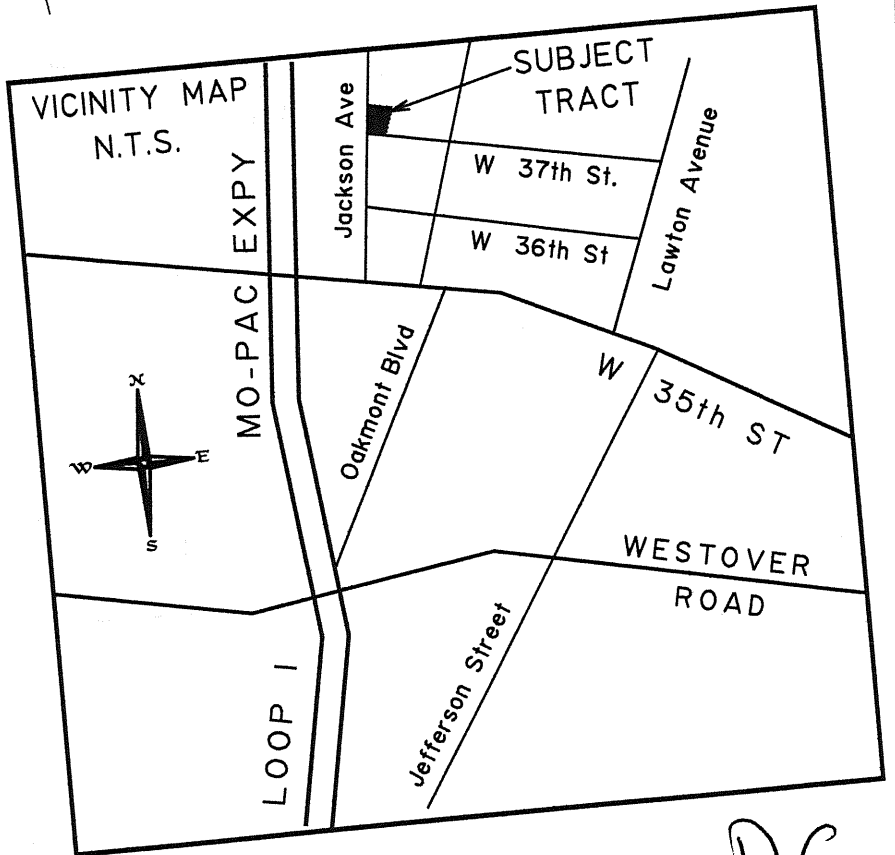 VICINITY MAP
N.T.S.
SUBJECT
TRACT
MO-PAC EXPY
Jackson Ave
W 37th St.
W 36th St
Lawton Avenue
Oakmont Blvd
W 35th ST
N
W
E
S
WESTOVER
ROAD
Jefferson Street
LOOP 1